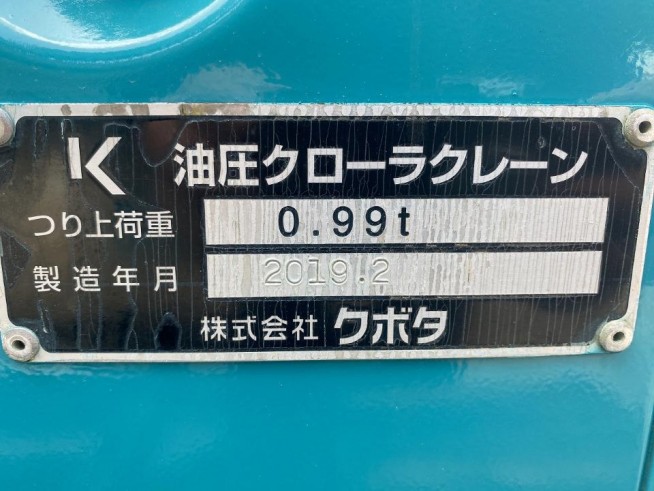 K 油圧クローラクレーン
つり上荷重 0.99t
製造年月 2019.2
株式会社 クボタ